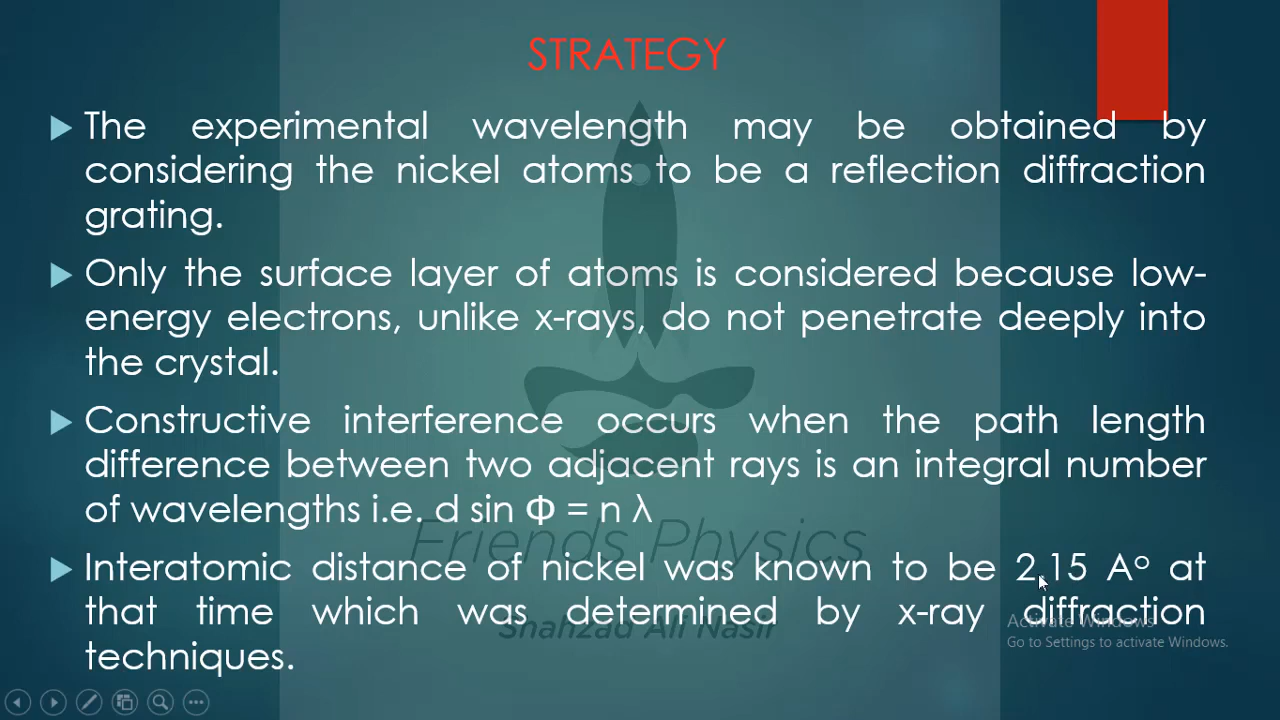 STRATEGY
The experimental wavelength may be obtained by
considering the nickel atoms to be a reflection diffraction
grating.
Only the surface layer of atoms is considered because low-
energy electrons, unlike x-rays, do not penetrate deeply into
the crystal.
Constructive interference occurs when the path length
difference between two adjacent rays is an integral number
of wavelengths i.e. d sin Φ = n λ
Friends Physics
Interatomic distance of nickel was known to be 2.15 Aº at
that time which was determined by x-ray diffraction
Shahzad Ali Nasir
Activate Windows
Go to Settings to activate Windows.
techniques.